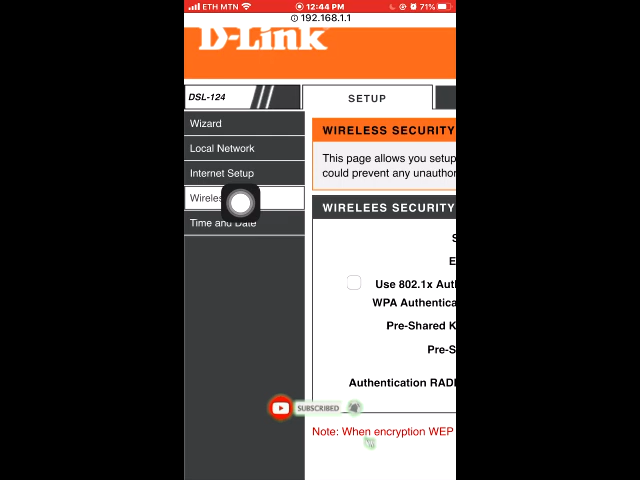 ETH MTN 12:44 PM 71%
192.168.1.1
D-Link
DSL-124 SETUP
Wizard
Local Network
Internet Setup
Time and Date
WIRELESS SECURITY
This page allows you setup
could prevent any unauthor
WIRELEES SECURITY
Use 802.1x Aut
WPA Authentica
Pre-Shared K
Pre-S
Authentication RADI
SUBSCRIBED
Note: When encryption WEP